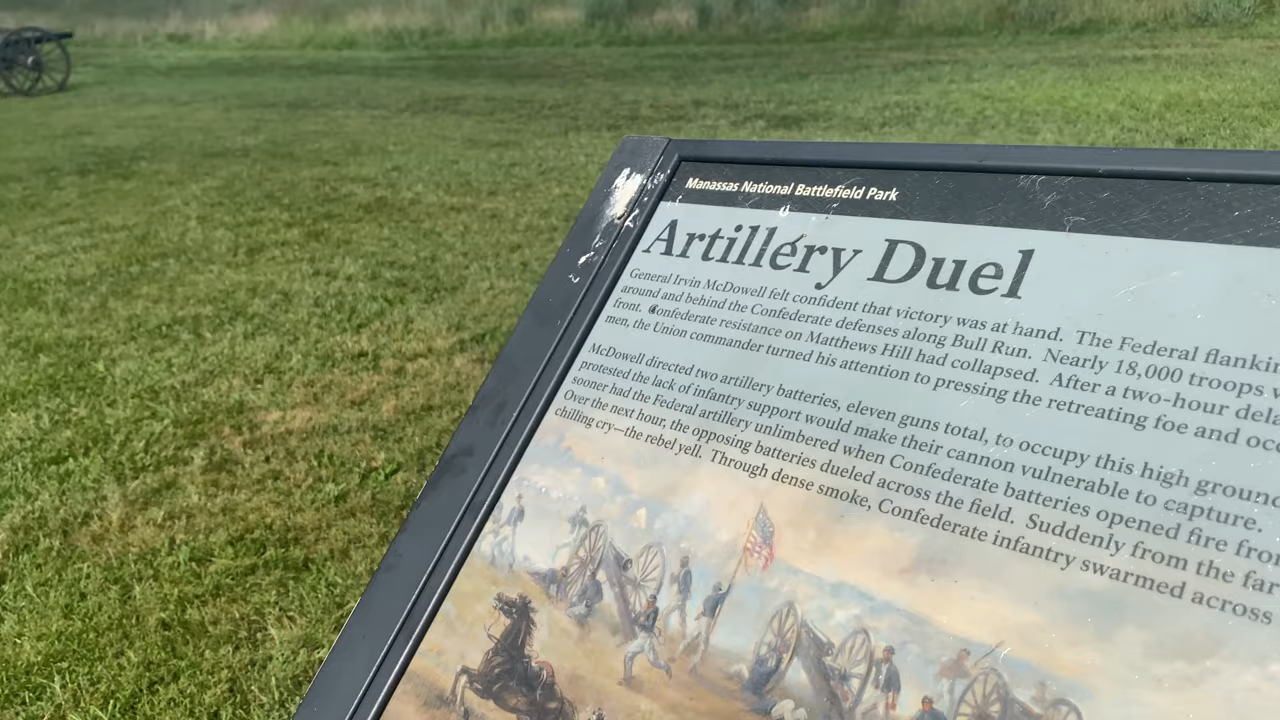 Manassas National Battlefield Park
Artillery Duel
General Irvin McDowell felt confident that victory was at hand. The Federal
around and behind the Confederate defenses along Bull Run. Nearly 18,000 troops
front. Confederate resistance on Matthews Hill had collapsed. After a two-hour
men, the Union commander turned his attention to pressing the retreating foe and
McDowell directed two artillery batteries, eleven guns total, to occupy this high
protested the lack of infantry support would make their cannon vulnerable to capture.
sooner had the Federal artillery unlimbered when Confederate batteries opened fire
Over the next hour, the opposing batteries dueled across the field. Suddenly from the far
chilling cry—the rebel yell. Through dense smoke, Confederate infantry swarmed across